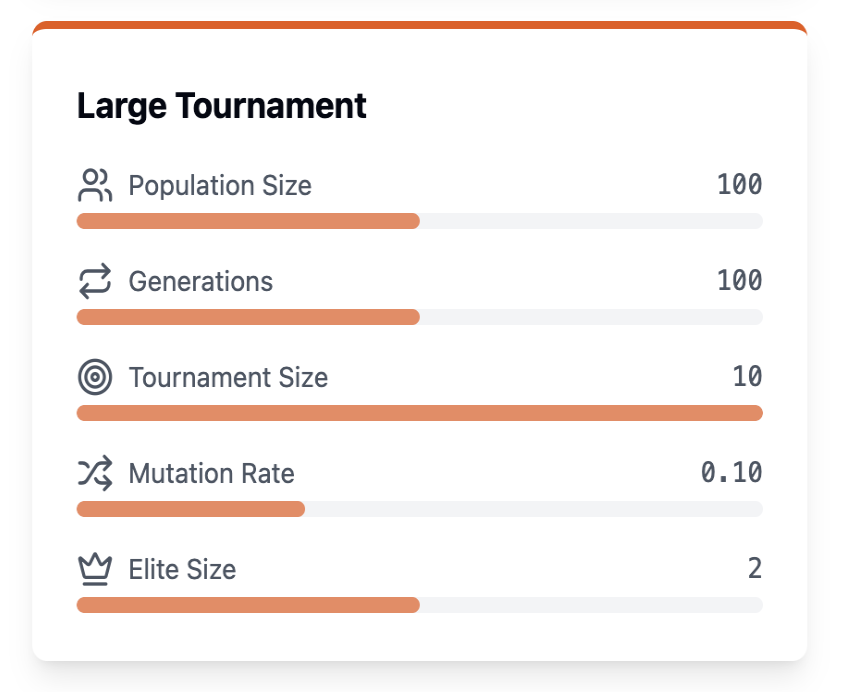 Large Tournament
Population Size 100
Generations 100
Tournament Size 10
Mutation Rate 0.10
Elite Size 2